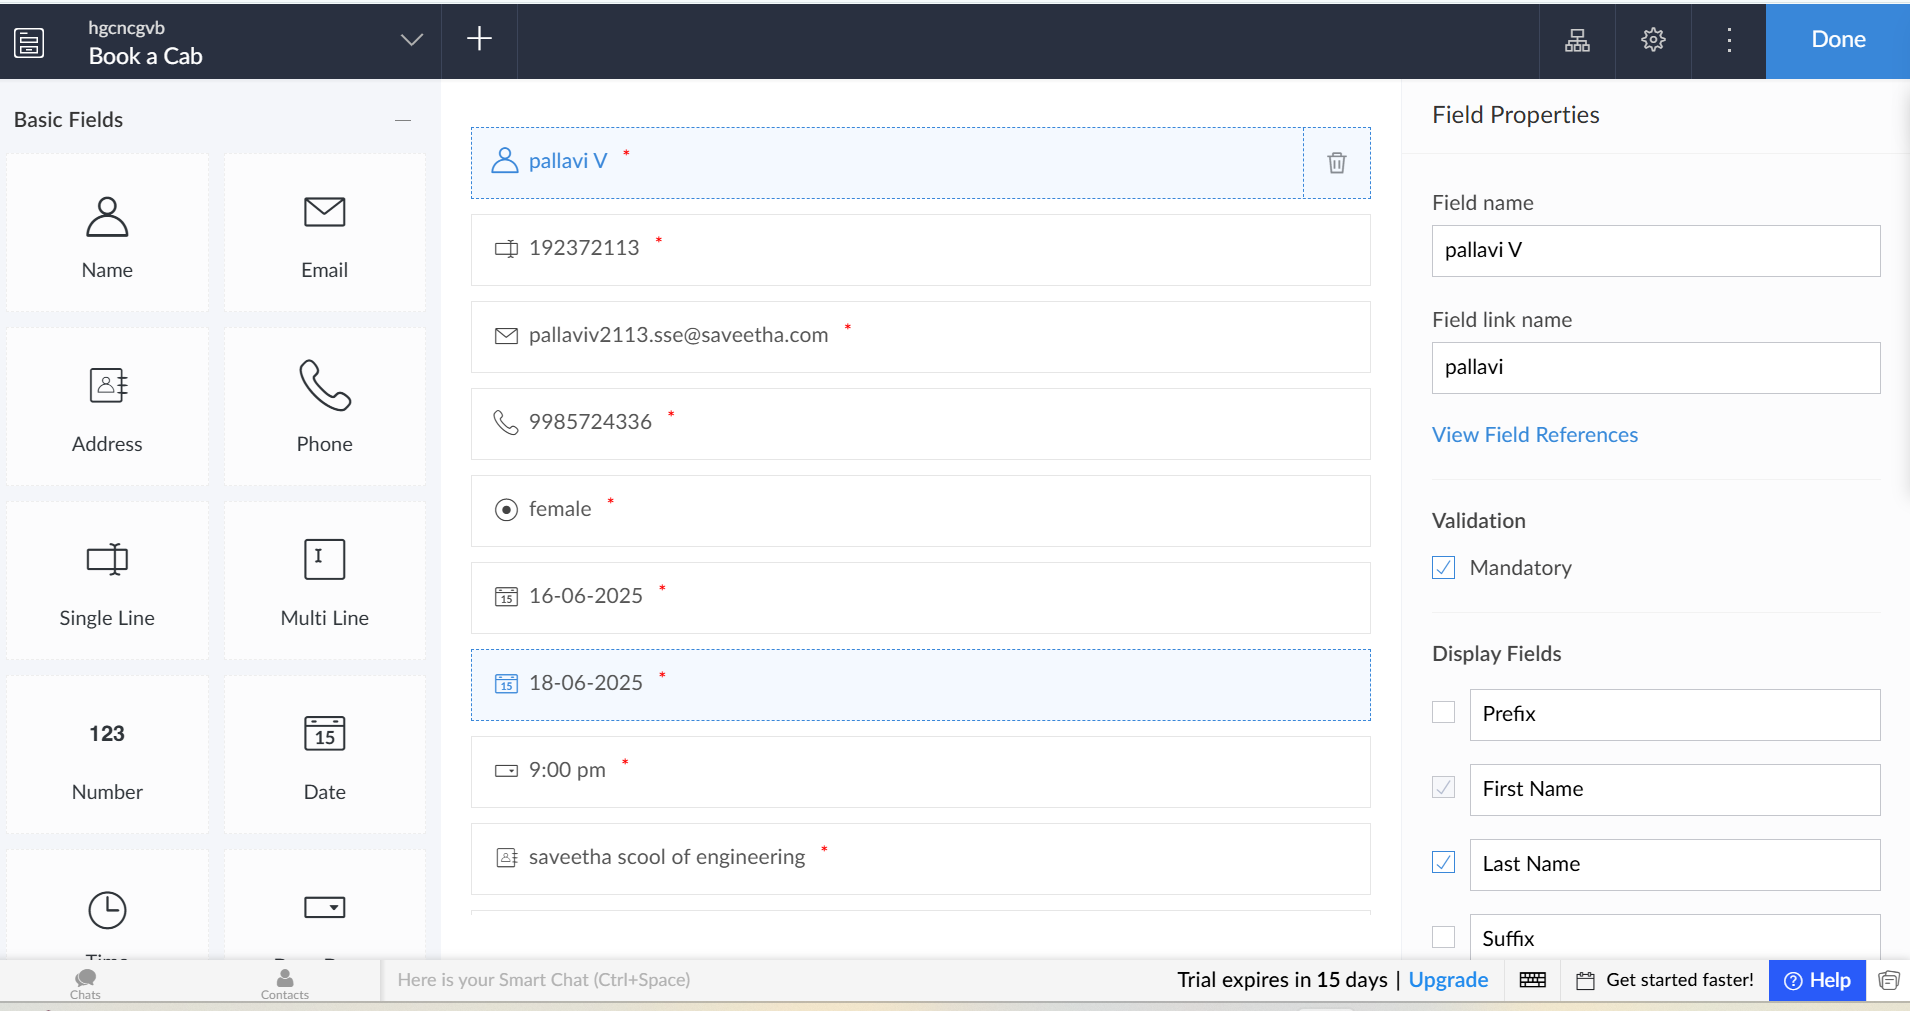 hgcncgvb
Book a Cab
Done
Basic Fields
Name
Email
Address
Phone
Single Line
Multi Line
123
Number
15
Date
Time
pallavi V *
192372113 *
pallaviv2113.sse@saveetha.com *
9985724336 *
female *
15 16-06-2025 *
15 18-06-2025 *
9:00 pm *
saveetha scool of engineering *
Field Properties
Field name
pallavi V
Field link name
pallavi
View Field References
Validation
Mandatory
Display Fields
Prefix
First Name
Last Name
Suffix
Chats
Contacts
Here is your Smart Chat (Ctrl+Space)
Trial expires in 15 days | Upgrade
Get started faster!
? Help